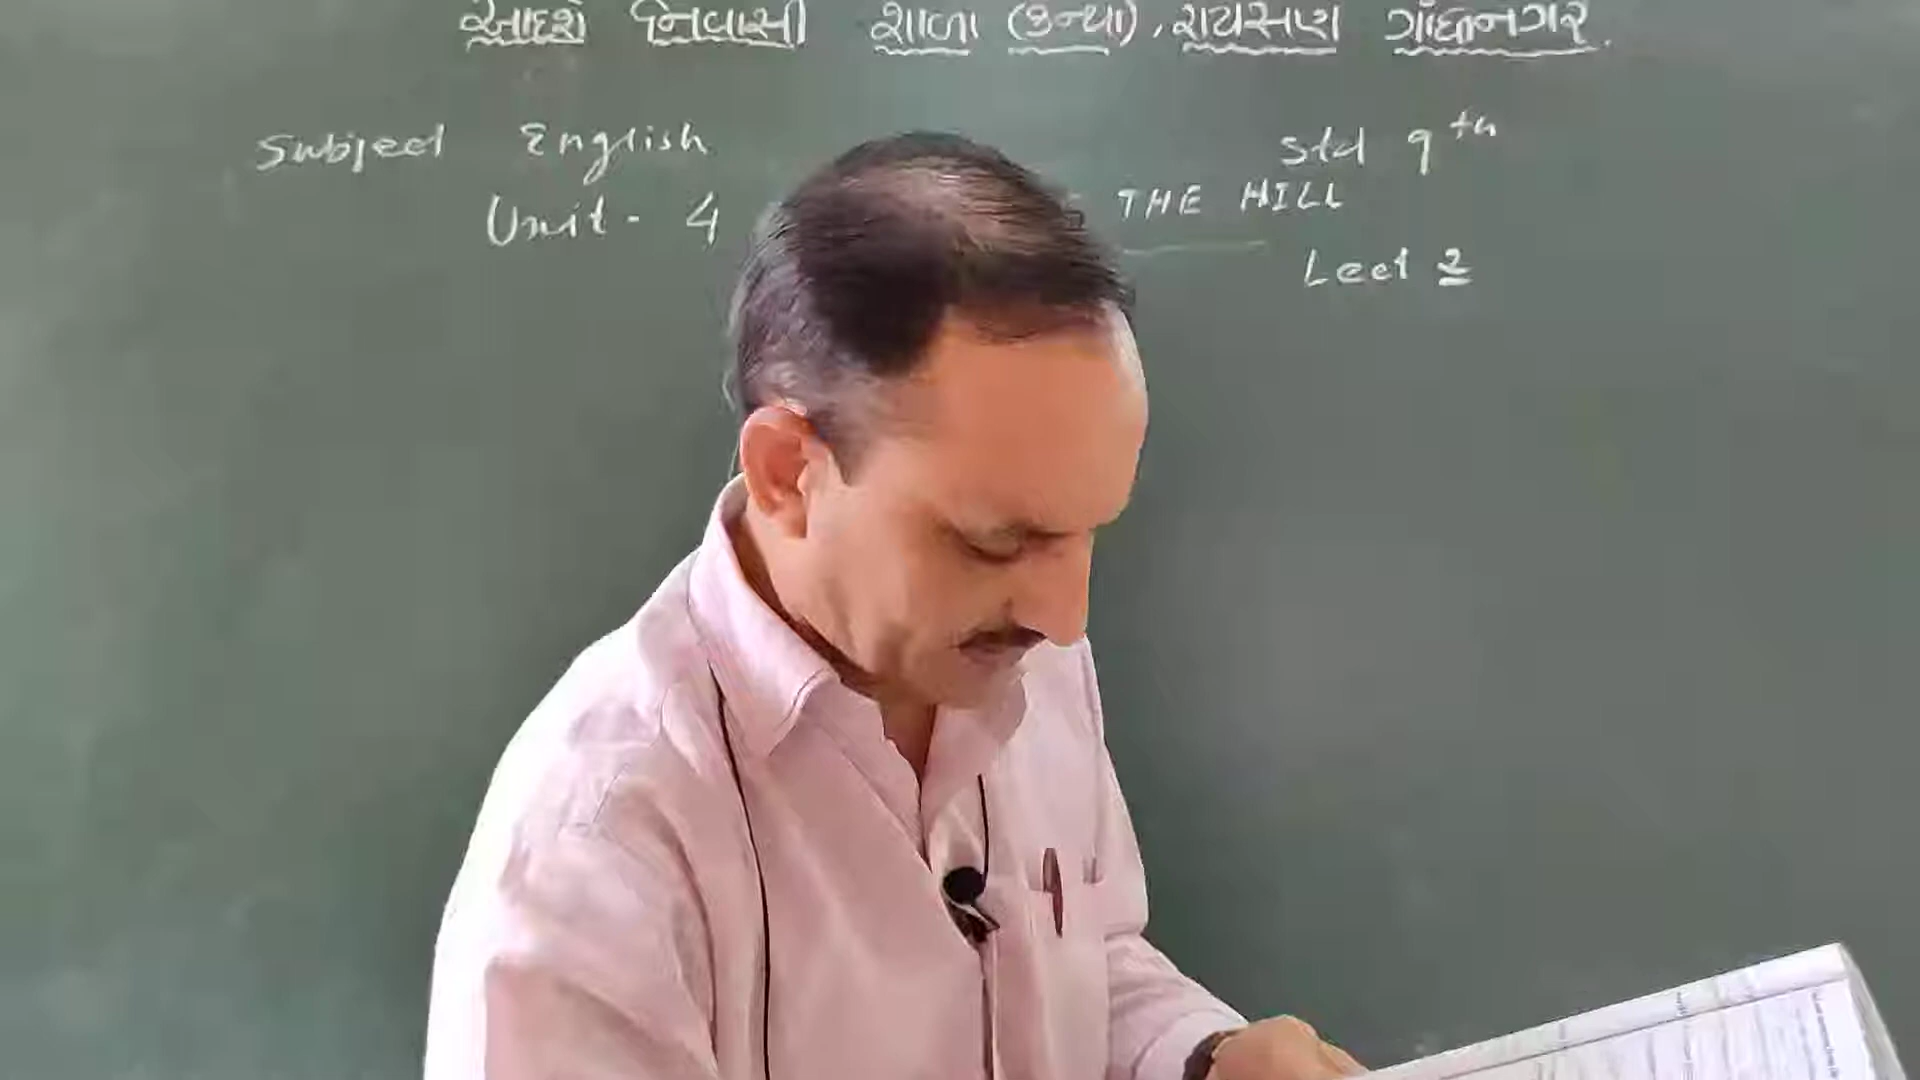 આદર્શ નિવાસી શાળા (કન્યા), રાયસણ ગાંધીનગર.
Subject English Std 9th
Unit - 4 THE HILL
Lect 2